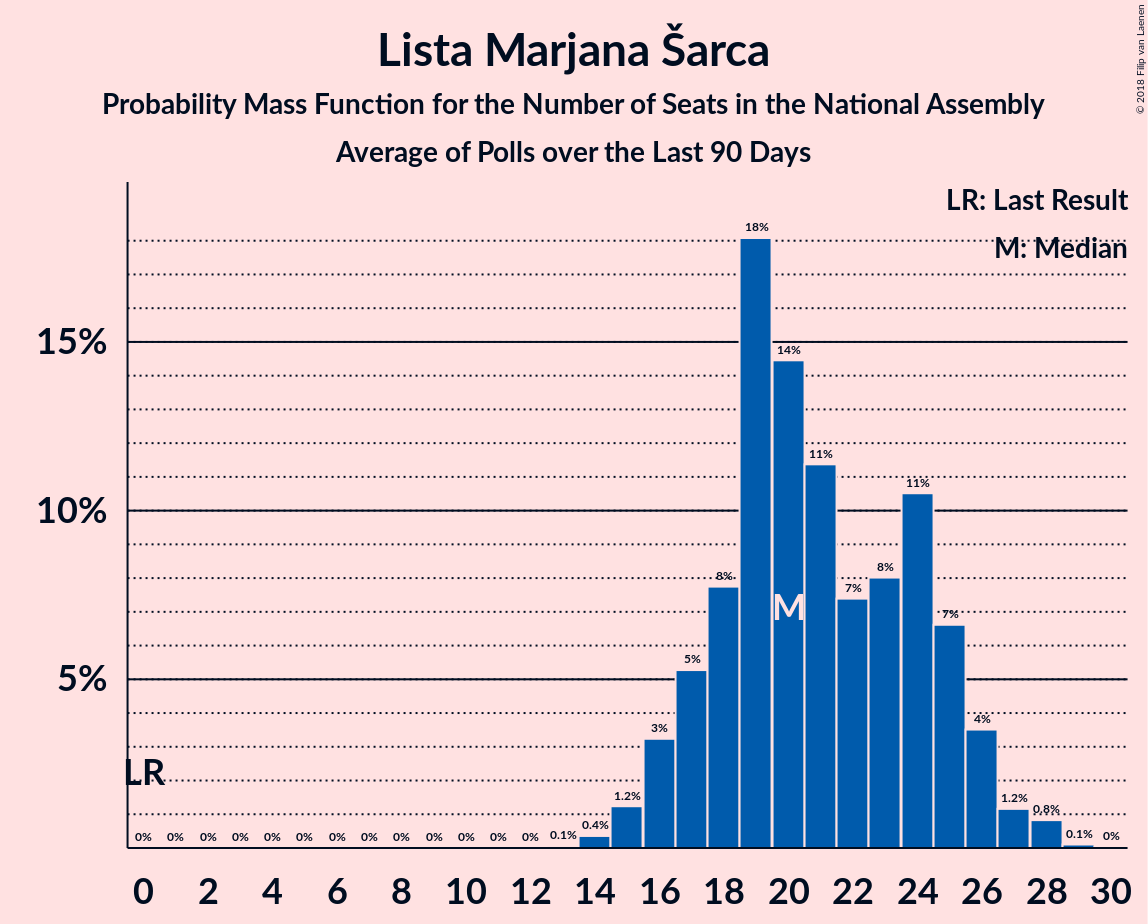 Lista Marjana Šarca
Probability Mass Function for the Number of Seats in the National Assembly
Average of Polls over the Last 90 Days
© 2018 Filip van Laenen
LR: Last Result
M: Median
15%
10%
5%
LR
M
0% 0% 0% 0% 0% 0% 0% 0% 0% 0% 0% 0% 0% 0.1% 0.4% 1.2% 3% 5% 8% 18% 14% 11% 7% 8% 11% 7% 4% 1.2% 0.8% 0.1% 0%
0 2 4 6 8 10 12 14 16 18 20 22 24 26 28 30